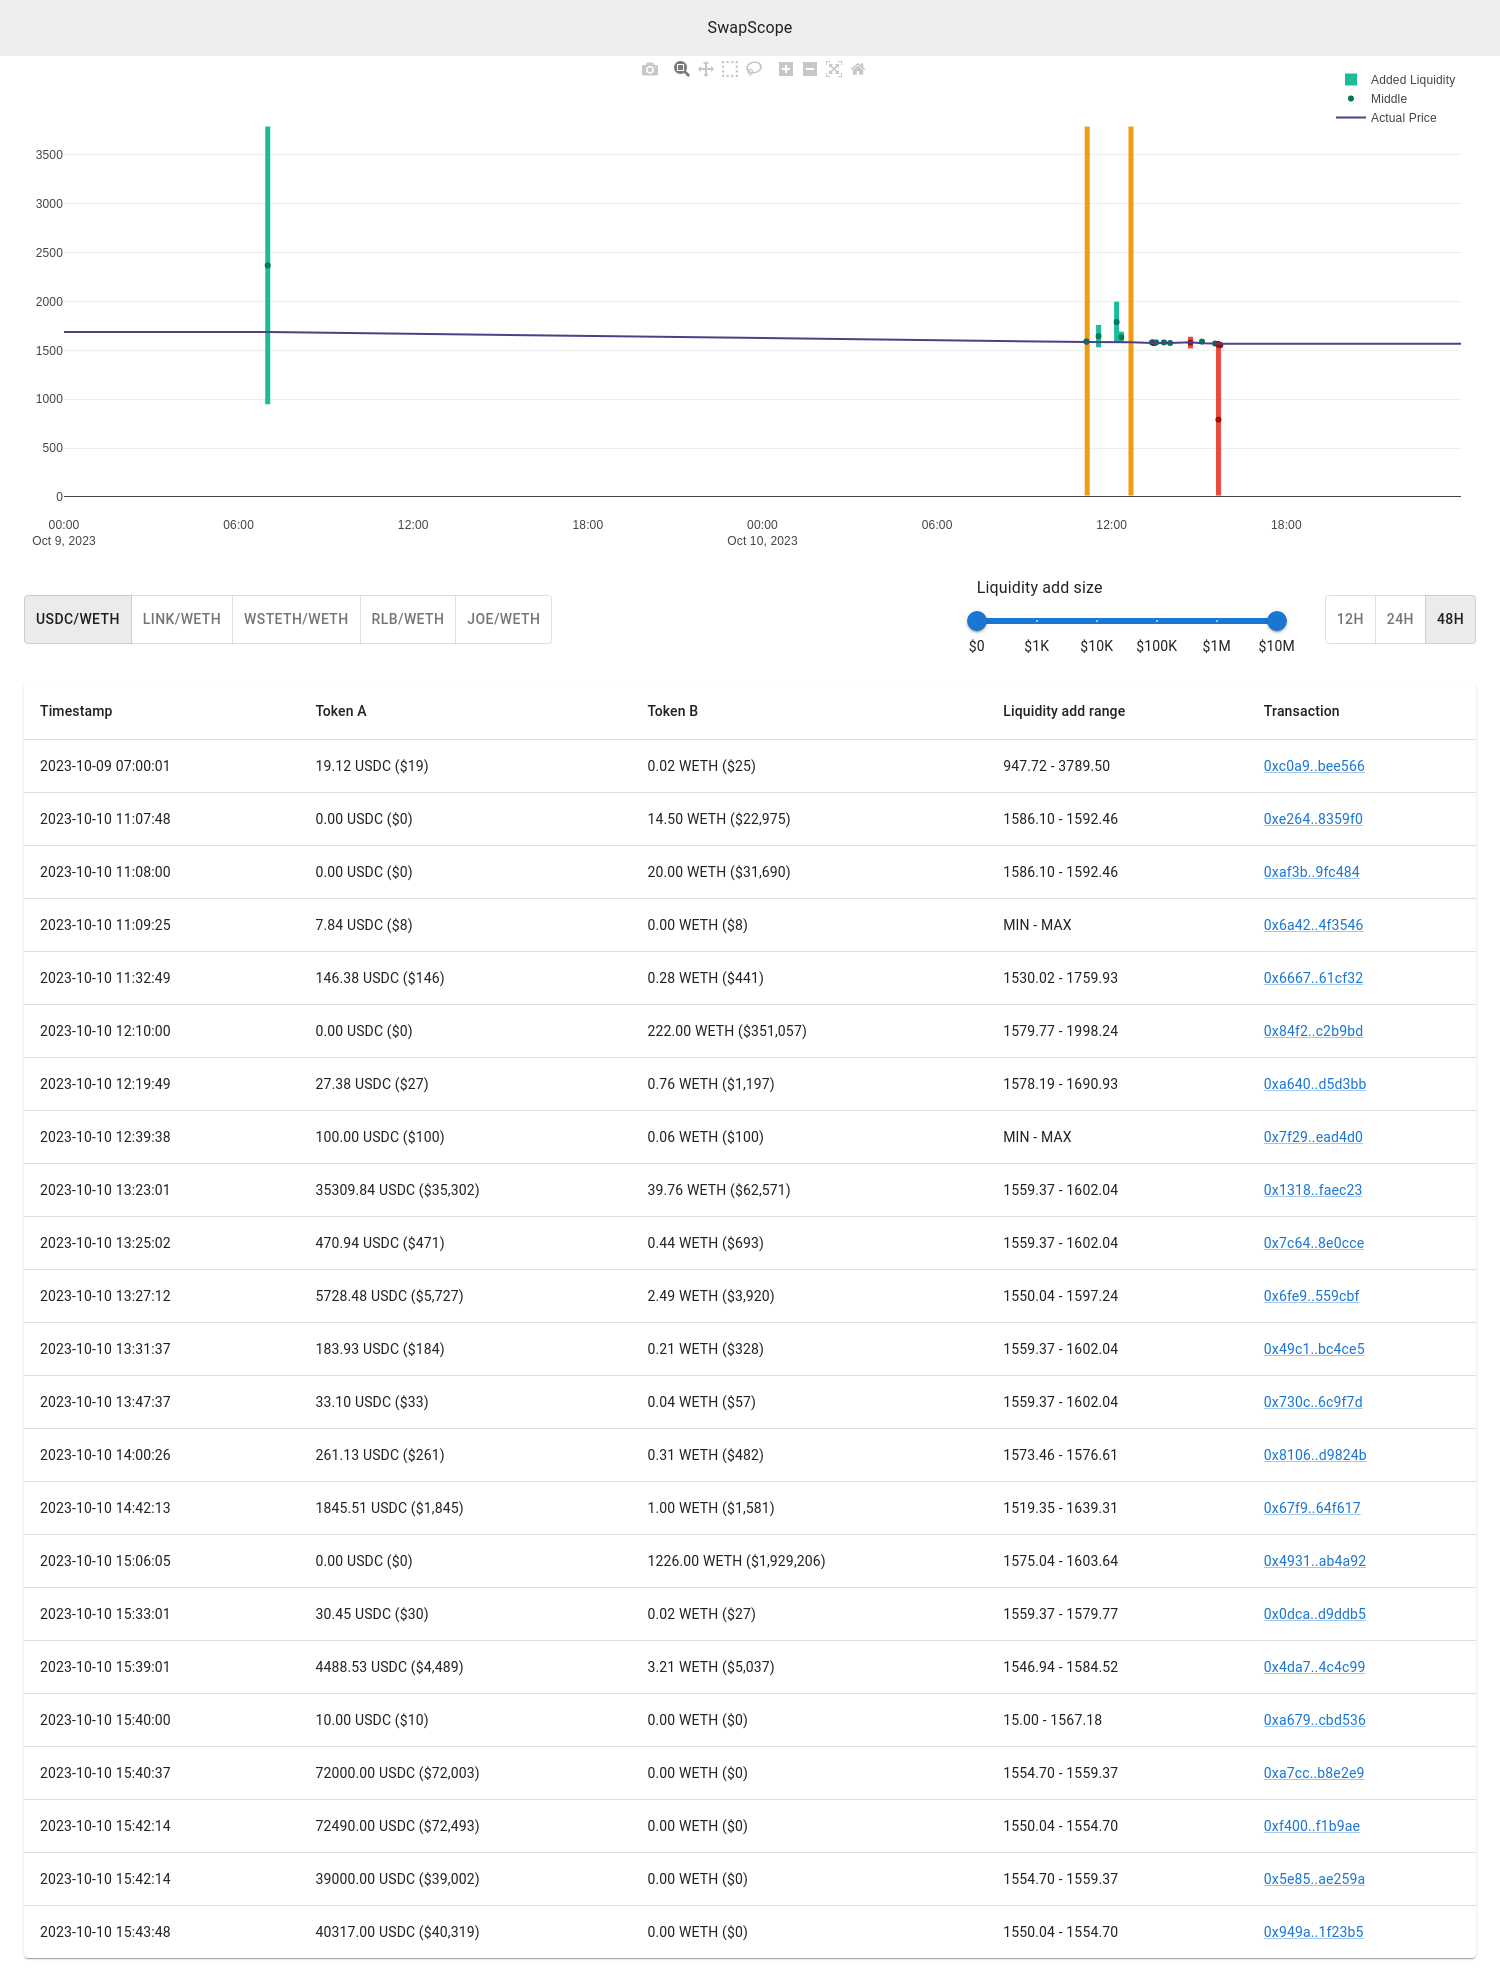 SwapScope
Added Liquidity
Middle
Actual Price
3500
3000
2500
2000
1500
1000
500
0
00:00 06:00 12:00 18:00 00:00 06:00 12:00 18:00
Oct 9, 2023 Oct 10, 2023
Liquidity add size
USDC/WETH LINK/WETH WSTETH/WETH RLB/WETH JOE/WETH 12H 24H 48H
$0 $1K $10K $100K $1M $10M
Timestamp Token A Token B Liquidity add range Transaction
2023-10-09 07:00:01 19.12 USDC ($19) 0.02 WETH ($25) 947.72 - 3789.50 0xc0a9..bee566
2023-10-10 11:07:48 0.00 USDC ($0) 14.50 WETH ($22,975) 1586.10 - 1592.46 0xe264..8359f0
2023-10-10 11:08:00 0.00 USDC ($0) 20.00 WETH ($31,690) 1586.10 - 1592.46 0xaf3b..9fc484
2023-10-10 11:09:25 7.84 USDC ($8) 0.00 WETH ($8) MIN - MAX 0x6a42..4f3546
2023-10-10 11:32:49 146.38 USDC ($146) 0.28 WETH ($441) 1530.02 - 1759.93 0x6667..61cf32
2023-10-10 12:10:00 0.00 USDC ($0) 222.00 WETH ($351,057) 1579.77 - 1998.24 0x84f2..c2b9bd
2023-10-10 12:19:49 27.38 USDC ($27) 0.76 WETH ($1,197) 1578.19 - 1690.93 0xa640..d5d3bb
2023-10-10 12:39:38 100.00 USDC ($100) 0.06 WETH ($100) MIN - MAX 0x7f29..ead4d0
2023-10-10 13:23:01 35309.84 USDC ($35,302) 39.76 WETH ($62,571) 1559.37 - 1602.04 0x1318..faec23
2023-10-10 13:25:02 470.94 USDC ($471) 0.44 WETH ($693) 1559.37 - 1602.04 0x7c64..8e0cce
2023-10-10 13:27:12 5728.48 USDC ($5,727) 2.49 WETH ($3,920) 1550.04 - 1597.24 0x6fe9..559cbf
2023-10-10 13:31:37 183.93 USDC ($184) 0.21 WETH ($328) 1559.37 - 1602.04 0x49c1..bc4ce5
2023-10-10 13:47:37 33.10 USDC ($33) 0.04 WETH ($57) 1559.37 - 1602.04 0x730c..6c9f7d
2023-10-10 14:00:26 261.13 USDC ($261) 0.31 WETH ($482) 1573.46 - 1576.61 0x8106..d9824b
2023-10-10 14:42:13 1845.51 USDC ($1,845) 1.00 WETH ($1,581) 1519.35 - 1639.31 0x67f9..64f617
2023-10-10 15:06:05 0.00 USDC ($0) 1226.00 WETH ($1,929,206) 1575.04 - 1603.64 0x4931..ab4a92
2023-10-10 15:33:01 30.45 USDC ($30) 0.02 WETH ($27) 1559.37 - 1579.77 0x0dca..d9ddb5
2023-10-10 15:39:01 4488.53 USDC ($4,489) 3.21 WETH ($5,037) 1546.94 - 1584.52 0x4da7..4c4c99
2023-10-10 15:40:00 10.00 USDC ($10) 0.00 WETH ($0) 15.00 - 1567.18 0xa679..cbd536
2023-10-10 15:40:37 72000.00 USDC ($72,003) 0.00 WETH ($0) 1554.70 - 1559.37 0xa7cc..b8e2e9
2023-10-10 15:42:14 72490.00 USDC ($72,493) 0.00 WETH ($0) 1550.04 - 1554.70 0xf400..f1b9ae
2023-10-10 15:42:14 39000.00 USDC ($39,002) 0.00 WETH ($0) 1554.70 - 1559.37 0x5e85..ae259a
2023-10-10 15:43:48 40317.00 USDC ($40,319) 0.00 WETH ($0) 1550.04 - 1554.70 0x949a..1f23b5